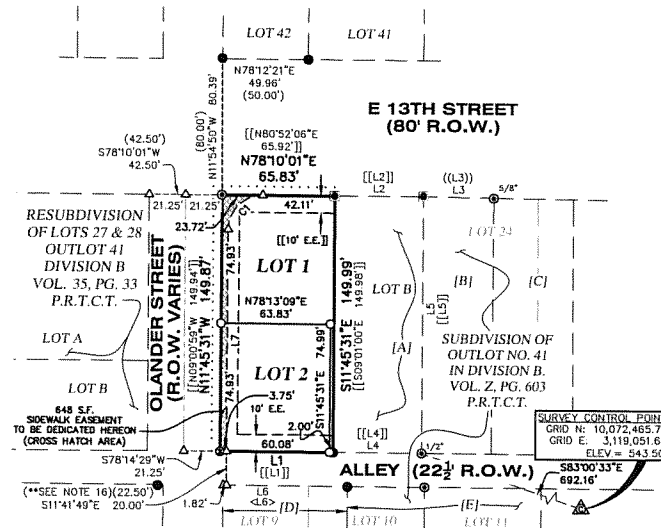 LOT 42
LOT 41
N78°12'21"E
49.96'
(50.00')
E 13TH STREET
(80' R.O.W.)
(80.00')
N11°54'50"W 80.39'
(42.50')
S78°10'01"W
42.50'
[[N80°52'06"E
65.92']]
N78°10'01"E
65.83'
[[L2]]
L2
((L3))
L3
5/8"
21.25'
21.25'
42.11'
C1
23.72'
[[10' E.E.]]
RESUBDIVISION
OF LOTS 27 & 28
OUTLOT 41
DIVISION B
VOL. 35, PG. 33
P.R.T.C.T.
LOT A
LOT B
OLANDER STREET
(R.O.W. VARIES)
[[N09°00'59"W 149.94']]
N11°45'31"W 149.87'
74.93'
74.93'
L7
LOT 1
N78°13'09"E
63.83'
LOT 2
S11°45'31"E 149.99'
[[S09°01'00"E 149.98']]
74.99'
S11°45'31"E
3.75'
10' E.E.
2.00'
60.08'
LOT B
[A]
L5
[[L5]]
LOT 24
[B]
[C]
SUBDIVISION OF
OUTLOT NO. 41
IN DIVISION B.
VOL. Z, PG. 603
P.R.T.C.T.
648 S.F.
SIDEWALK EASEMENT
TO BE DEDICATED HEREON
(CROSS HATCH AREA)
S78°14'29"W
21.25'
L1
[[L1]]
[[L4]]
L4
1/2"
ALLEY (22½' R.O.W.)
SURVEY CONTROL POIN
GRID N: 10,072,465.7
GRID E. 3,119,051.6
ELEV.= 543.50
S83°00'33"E
692.16'
(**SEE NOTE 16)(22.50')
S11°41'49"E 20.00'
1.82'
L6
<L6>
[D]
[E]
LOT 9
LOT 10
LOT 11
C